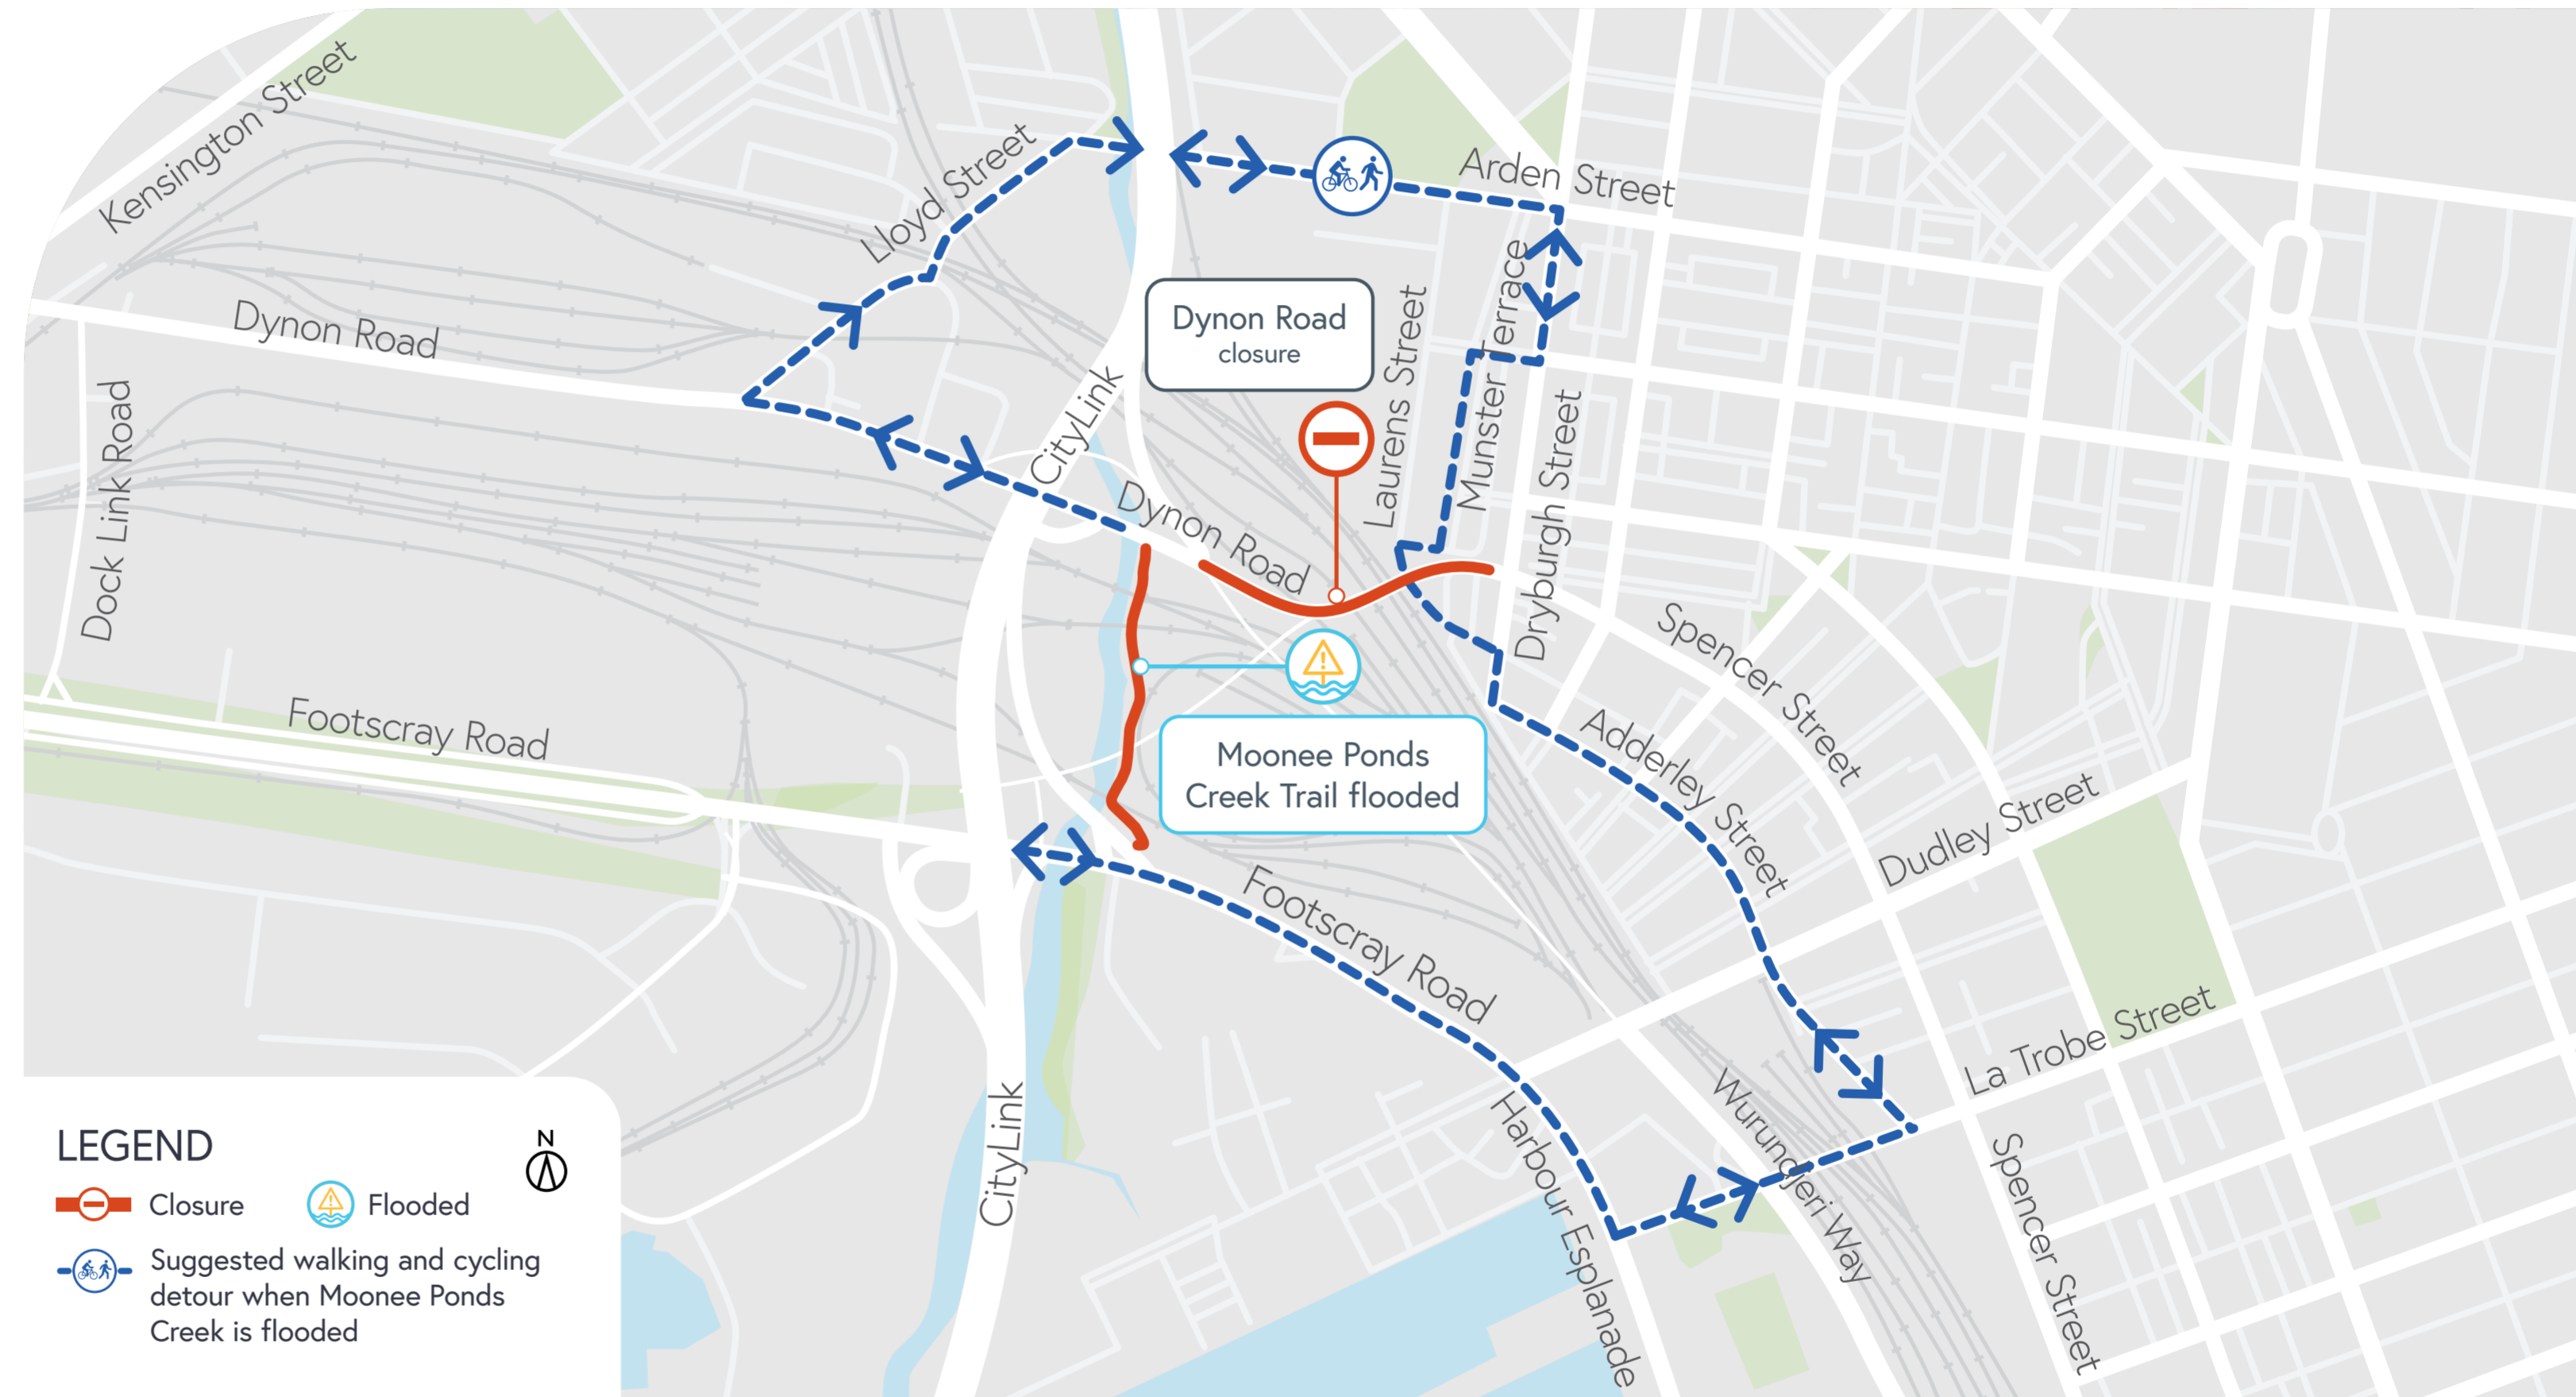 Kensington Street
Lloyd Street
Arden Street
Dynon Road
Dynon Road
closure
Munster Terrace
Laurens Street
CityLink
Dock Link Road
Dryburgh Street
Dynon Road
Spencer Street
Footscray Road
Moonee Ponds
Creek Trail flooded
Adderley Street
Dudley Street
Footscray Road
La Trobe Street
Wurundjeri Way
Harbour Esplanade
CityLink
Spencer Street
LEGEND
N
Closure
Flooded
Suggested walking and cycling
detour when Moonee Ponds
Creek is flooded